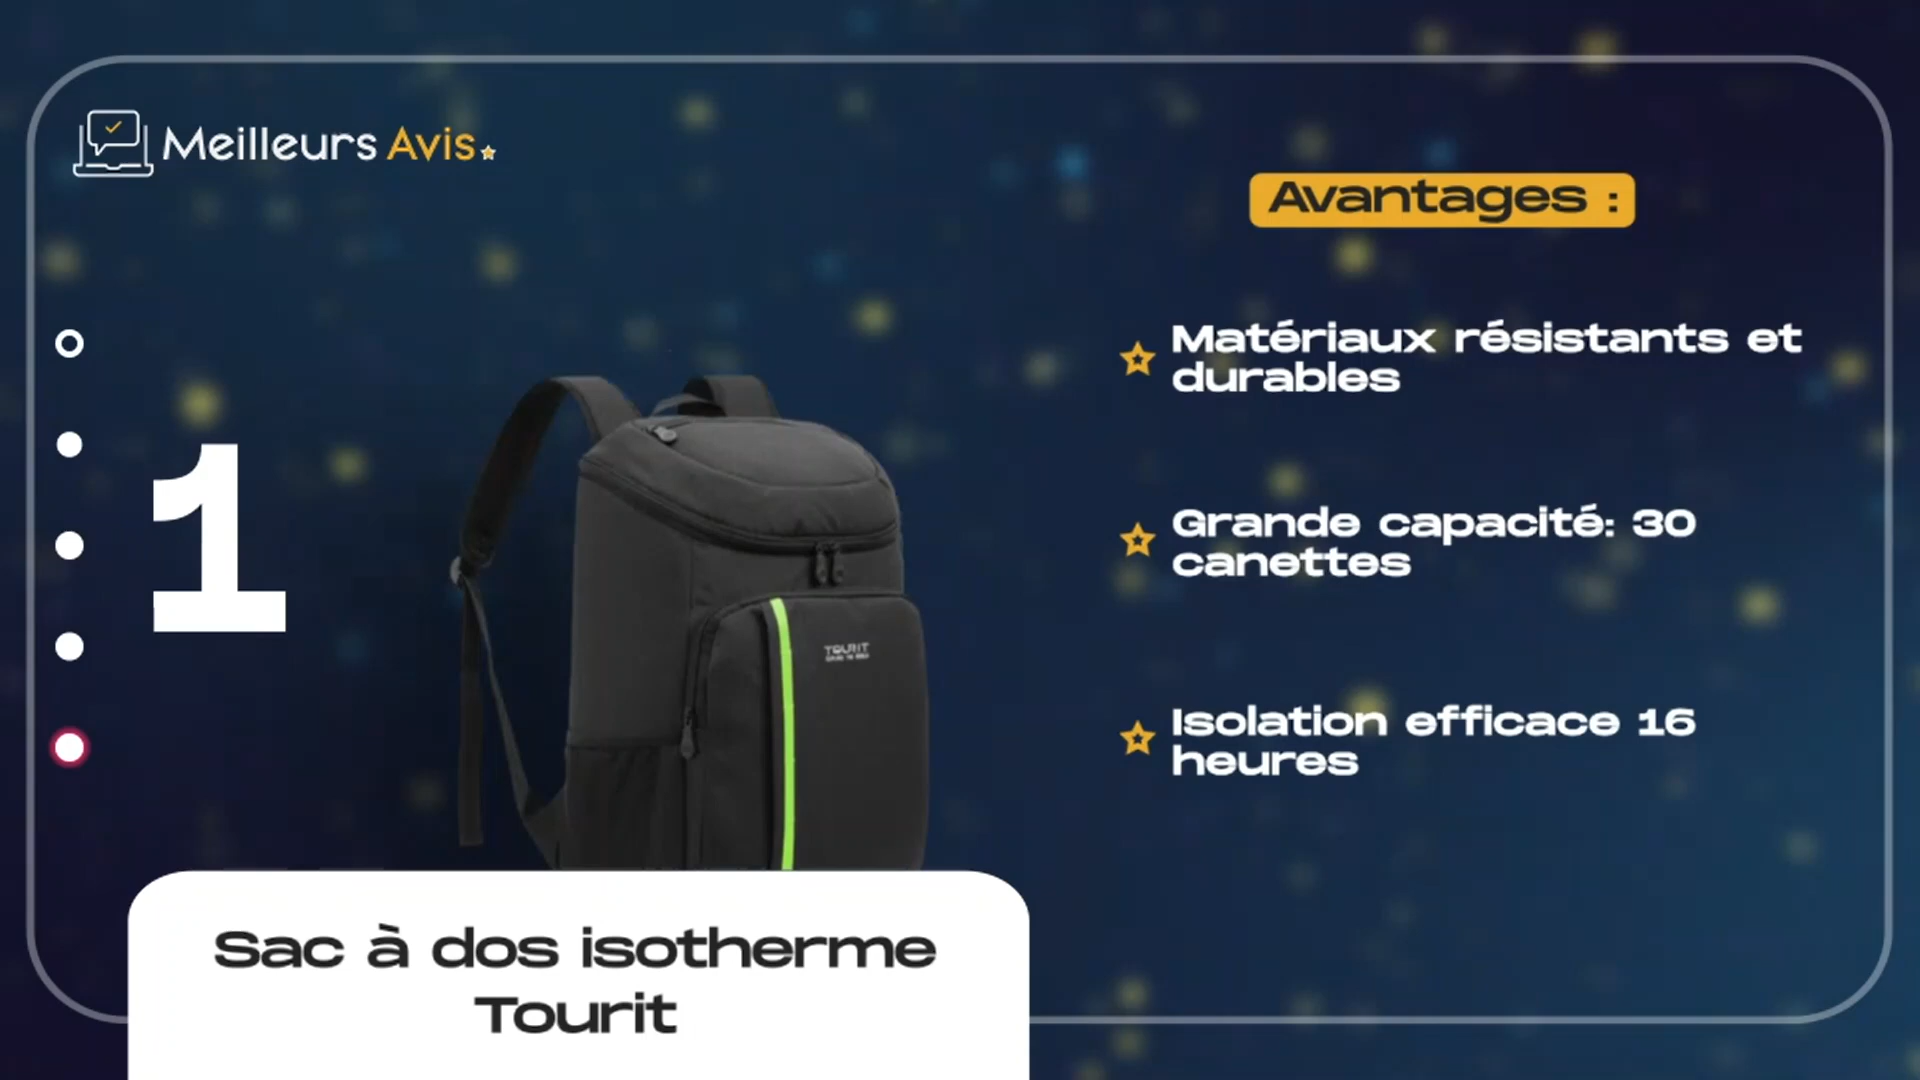 Meilleurs Avis
Avantages :
Matériaux résistants et
durables
1
Grande capacité: 30
canettes
TOURIT
Isolation efficace 16
heures
Sac à dos isotherme
Tourit